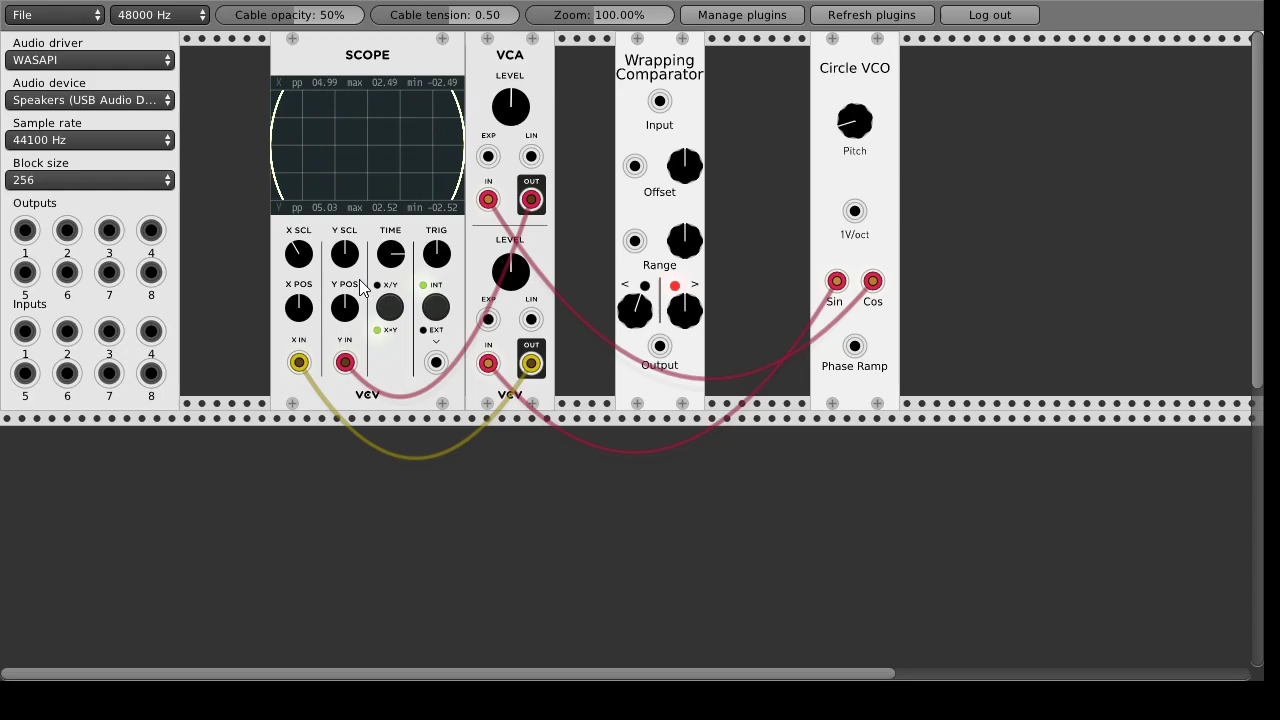 File 48000 Hz Cable opacity: 50% Cable tension: 0.50 Zoom: 100.00% Manage plugins Refresh plugins Log out
Audio driver
WASAPI
Audio device
Speakers (USB Audio D...
Sample rate
44100 Hz
Block size
256
Outputs
1 2 3 4
5 6 7 8
Inputs
1 2 3 4
5 6 7 8
SCOPE
X pp 04.99 max 02.49 min -02.49
Y pp 05.03 max 02.52 min -02.52
X SCL Y SCL TIME TRIG
X POS Y POS X/Y INT
X×Y EXT
X IN Y IN
VCV
VCA
LEVEL
EXP LIN
IN OUT
LEVEL
EXP LIN
IN OUT
VCV
Wrapping
Comparator
Input
Offset
Range
< >
Output
Circle VCO
Pitch
1V/oct
Sin Cos
Phase Ramp